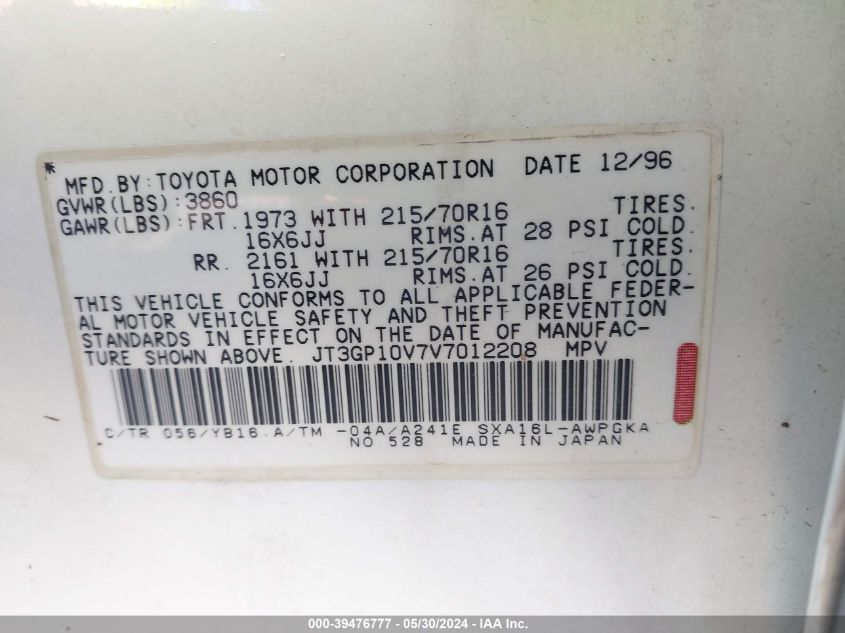 MFD.BY:TOYOTA MOTOR CORPORATION DATE 12/96
GVWR(LBS):3860
GAWR(LBS):FRT.1973 WITH 215/70R16 TIRES.
16X6JJ RIMS.AT 28 PSI COLD.
RR. 2161 WITH 215/70R16 TIRES.
16X6JJ RIMS.AT 26 PSI COLD.
THIS VEHICLE CONFORMS TO ALL APPLICABLE FEDER-
AL MOTOR VEHICLE SAFETY AND THEFT PREVENTION
STANDARDS IN EFFECT ON THE DATE OF MANUFAC-
TURE SHOWN ABOVE. JT3GP10V7V7012208 MPV
C/TR 056/YB16.A/TM -04A/A241E SXA16L-AWPGKA
NO.528 MADE IN JAPAN
000-39476777 - 05/30/2024 - IAA Inc.